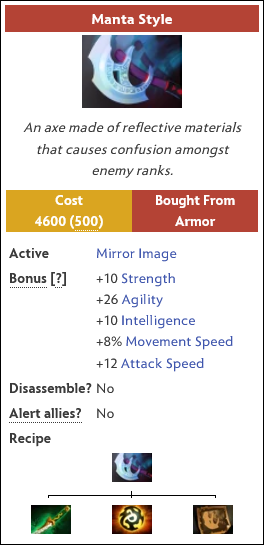 Manta Style
An axe made of reflective materials
that causes confusion amongst
enemy ranks.
Cost
4600 (500)
Bought From
Armor
Active Mirror Image
Bonus [?] +10 Strength
+26 Agility
+10 Intelligence
+8% Movement Speed
+12 Attack Speed
Disassemble? No
Alert allies? No
Recipe